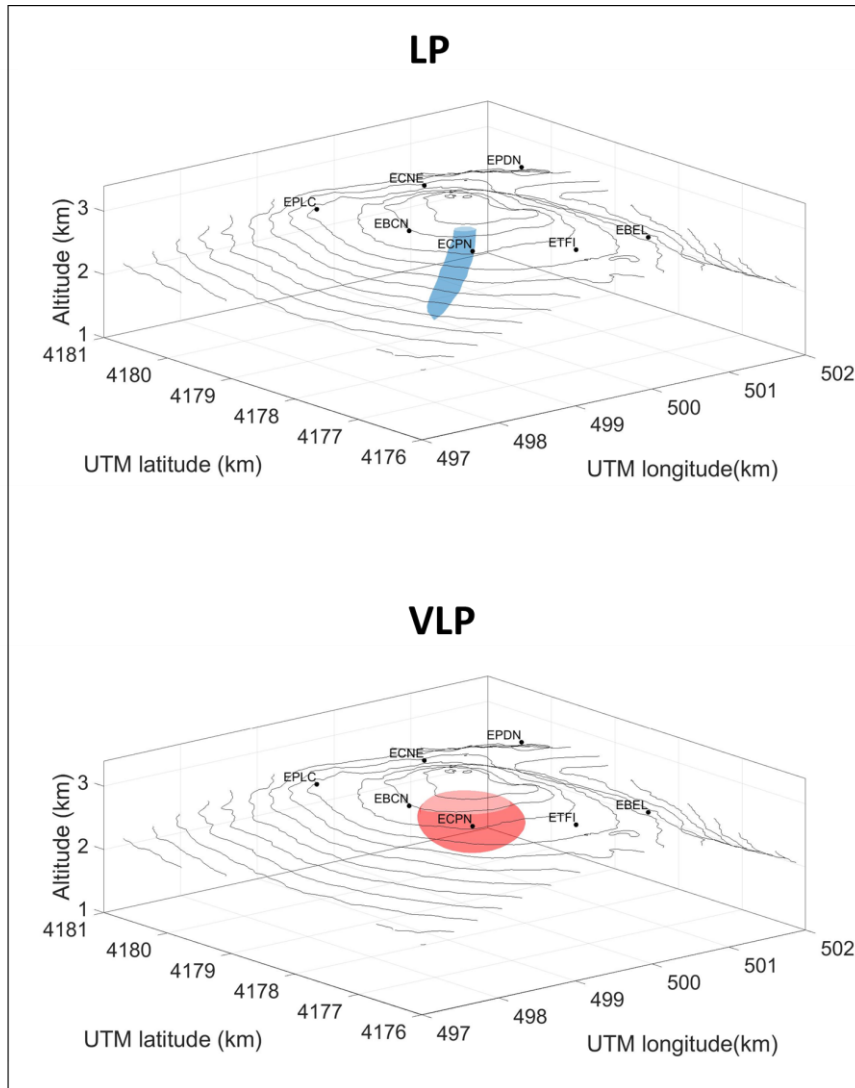 LP
EPDN
ECNE
EPLC
EBCN
EBEL
ECPN
ETFI
3
2
1
Altitude (km)
4181
4180
4179
4178
4177
4176
497
498
499
500
501
502
UTM latitude (km)
UTM longitude(km)
VLP
EPDN
ECNE
EPLC
EBCN
EBEL
ECPN
ETFI
3
2
1
Altitude (km)
4181
4180
4179
4178
4177
4176
497
498
499
500
501
502
UTM latitude (km)
UTM longitude(km)